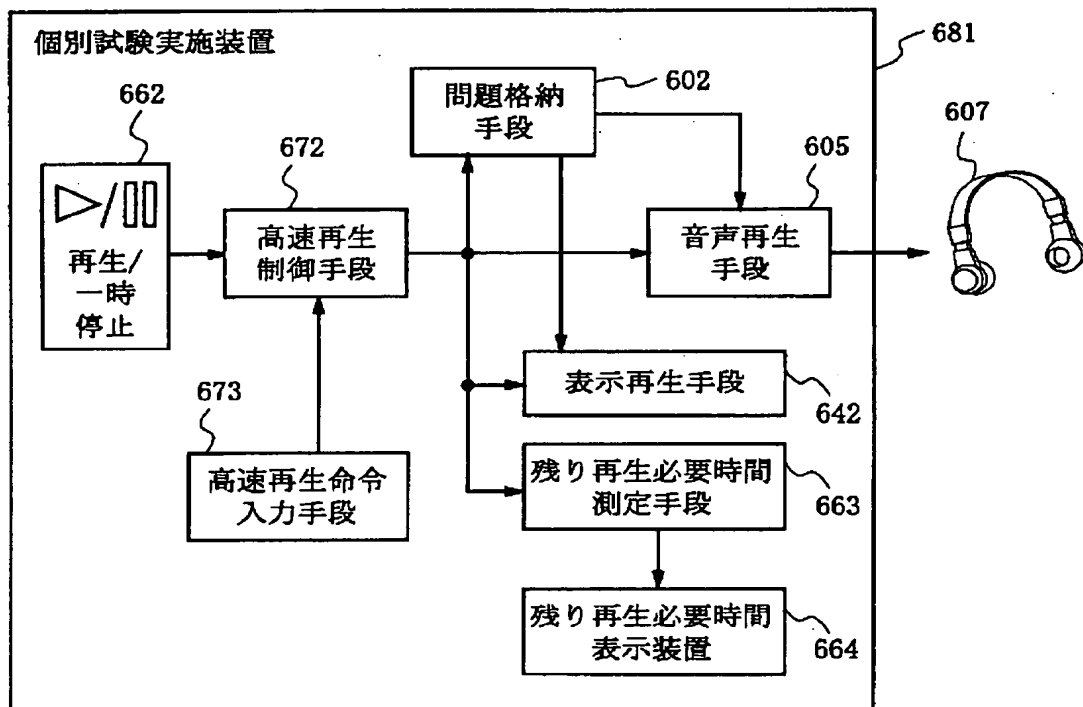 個別試験実施装置
681
662
再生/
一時
停止
672
高速再生
制御手段
602
問題格納
手段
605
音声再生
手段
607
表示再生手段
642
673
高速再生命令
入力手段
残り再生必要時間
測定手段
663
残り再生必要時間
表示装置
664